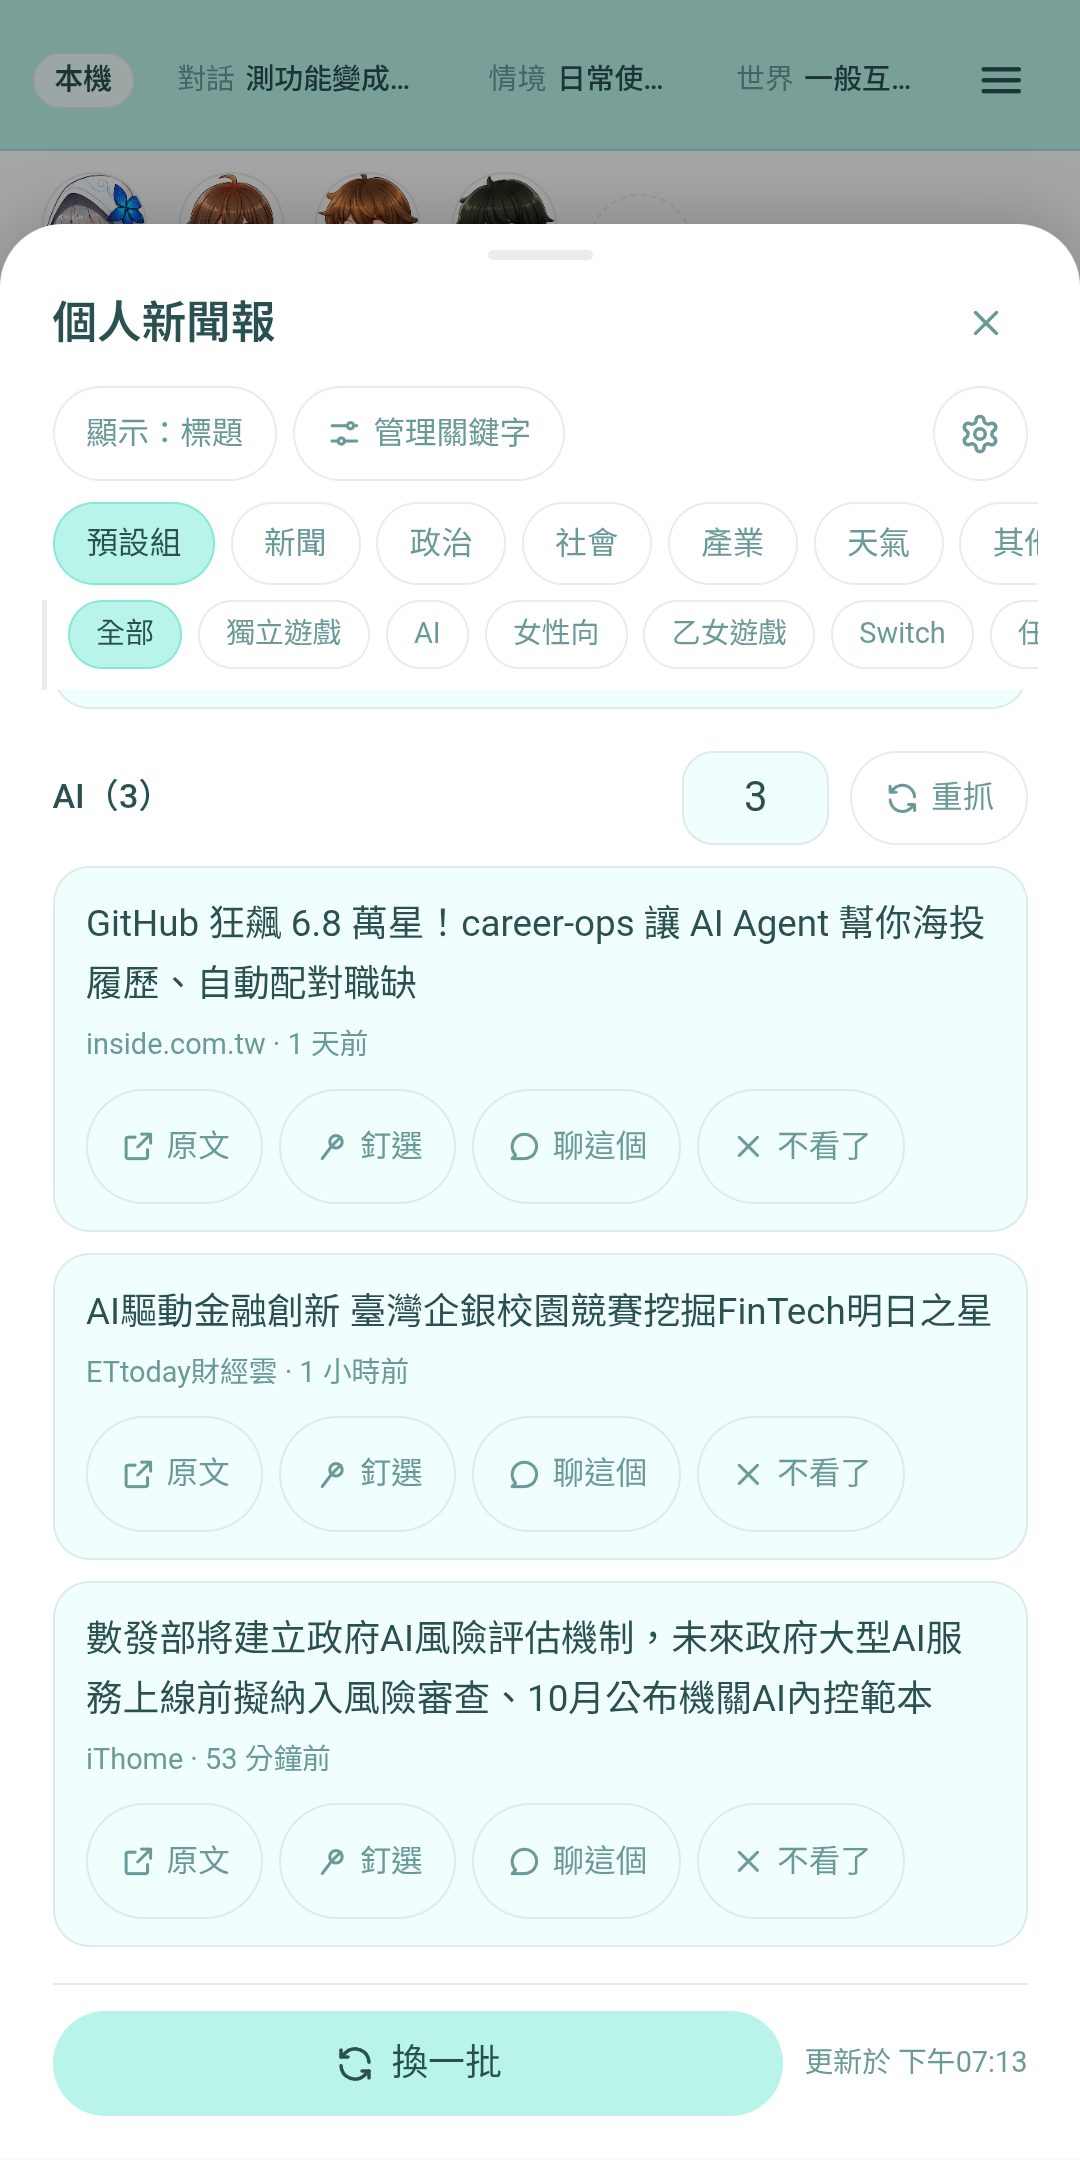 本機 對話 測功能變成... 情境 日常使... 世界 一般互...
個人新聞報
顯示：標題 管理關鍵字
預設組 新聞 政治 社會 產業 天氣 其他
全部 獨立遊戲 AI 女性向 乙女遊戲 Switch 任
AI（3） 3 重抓
GitHub 狂飆 6.8 萬星！career-ops 讓 AI Agent 幫你海投
履歷、自動配對職缺
inside.com.tw · 1 天前
原文 釘選 聊這個 不看了
AI驅動金融創新 臺灣企銀校園競賽挖掘FinTech明日之星
ETtoday財經雲 · 1 小時前
原文 釘選 聊這個 不看了
數發部將建立政府AI風險評估機制，未來政府大型AI服
務上線前擬納入風險審查、10月公布機關AI內控範本
iThome · 53 分鐘前
原文 釘選 聊這個 不看了
換一批 更新於 下午07:13